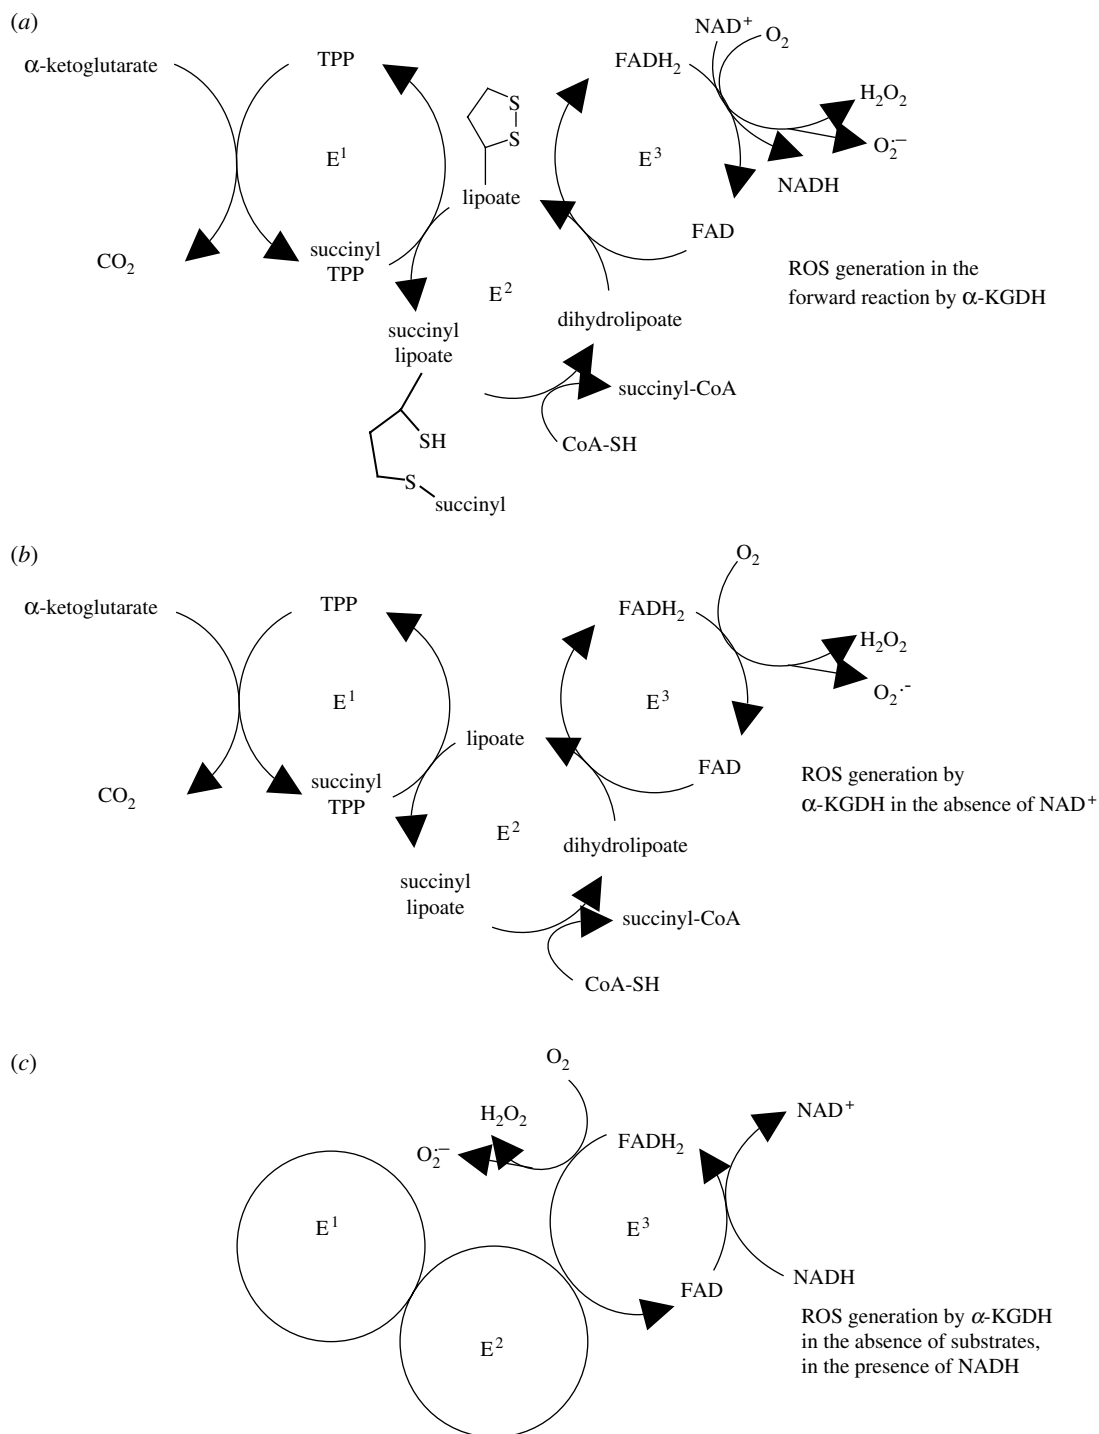 (a)
NAD⁺
O₂
α-ketoglutarate
TPP
FADH₂
H₂O₂
S
S
O₂˙⁻
E¹
E³
NADH
lipoate
FAD
CO₂
succinyl
TPP
E²
ROS generation in the
forward reaction by α-KGDH
dihydrolipoate
succinyl
lipoate
succinyl-CoA
SH
CoA-SH
S
succinyl
(b)
O₂
α-ketoglutarate
TPP
FADH₂
H₂O₂
O₂·-
E¹
E³
lipoate
FAD
CO₂
succinyl
TPP
E²
ROS generation by
α-KGDH in the absence of NAD⁺
dihydrolipoate
succinyl
lipoate
succinyl-CoA
CoA-SH
(c)
O₂
H₂O₂
NAD⁺
FADH₂
O₂˙⁻
E¹
E³
FAD
NADH
E²
ROS generation by α-KGDH
in the absence of substrates,
in the presence of NADH